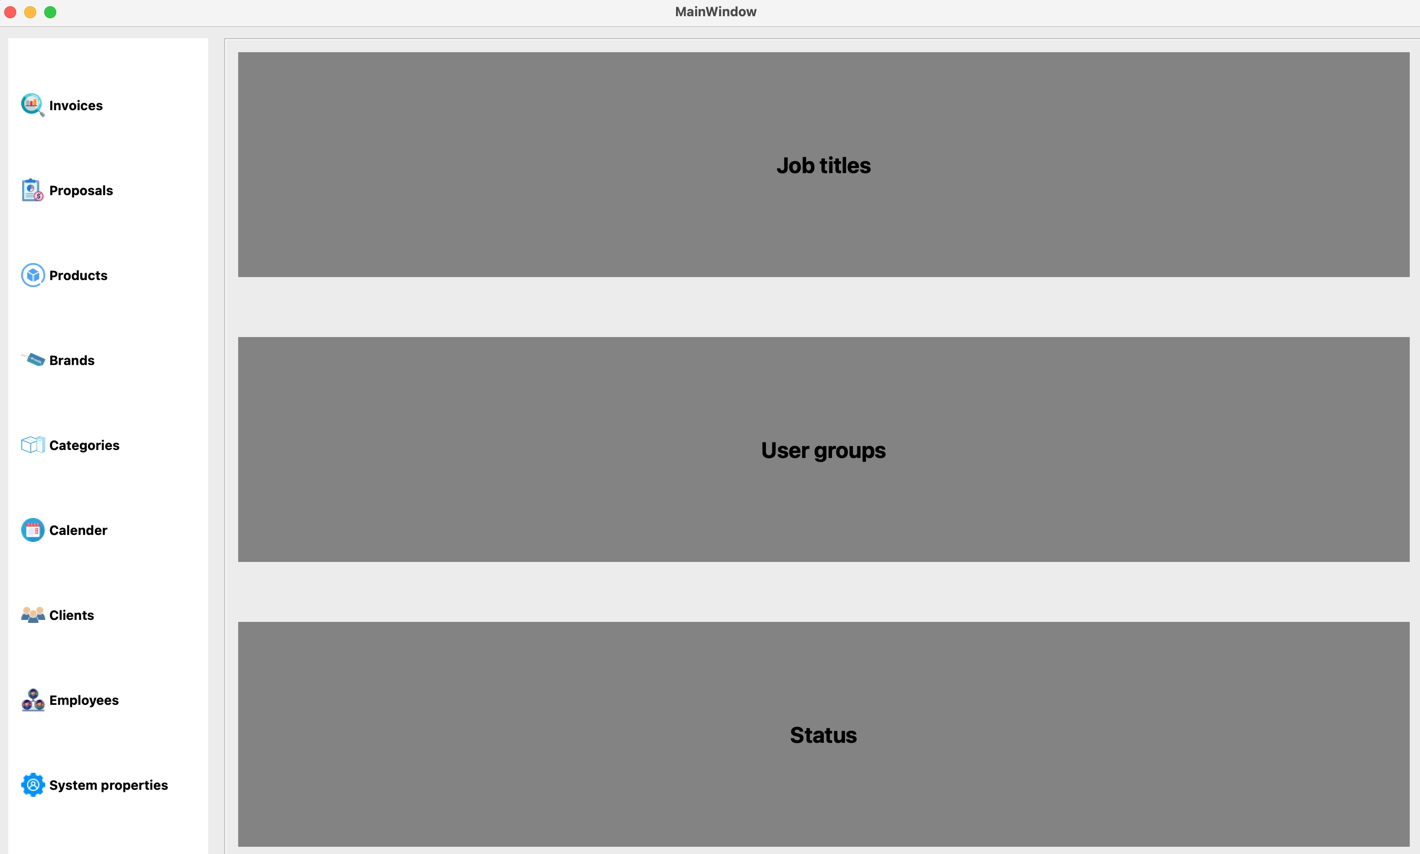 MainWindow
Invoices
Proposals
Products
Brands
Categories
Calender
Clients
Employees
System properties
Job titles
User groups
Status